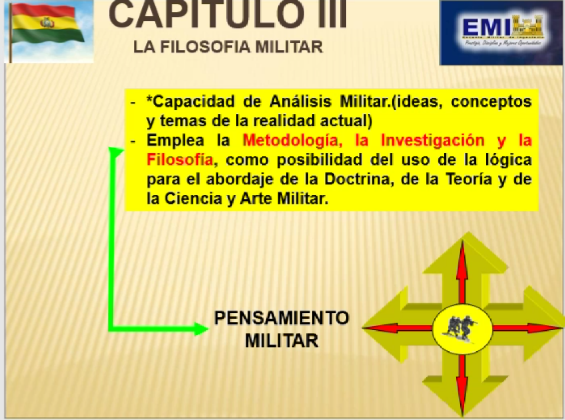 CAPITULO III
LA FILOSOFIA MILITAR
EMI
- *Capacidad de Análisis Militar.(ideas, conceptos
y temas de la realidad actual)
- Emplea la Metodología, la Investigación y la
Filosofía, como posibilidad del uso de la lógica
para el abordaje de la Doctrina, de la Teoría y de
la Ciencia y Arte Militar.
PENSAMIENTO
MILITAR